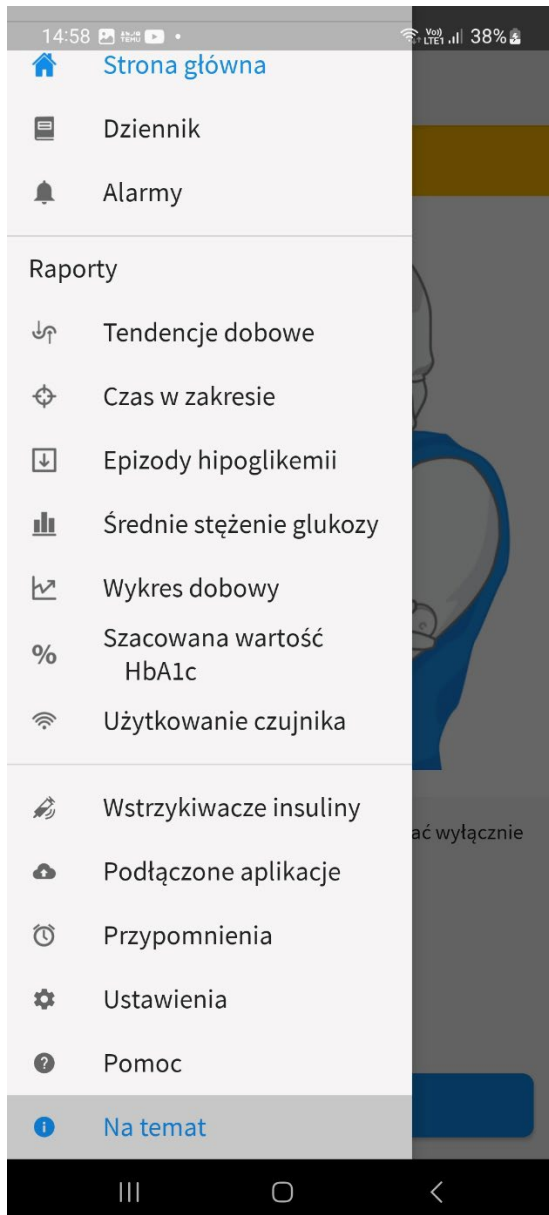 14:58
38%
Strona główna
Dziennik
Alarmy
Raporty
Tendencje dobowe
Czas w zakresie
Epizody hipoglikemii
Średnie stężenie glukozy
Wykres dobowy
% Szacowana wartość
HbA1c
Użytkowanie czujnika
Wstrzykiwacze insuliny
ać wyłącznie
Podłączone aplikacje
Przypomnienia
Ustawienia
Pomoc
Na temat